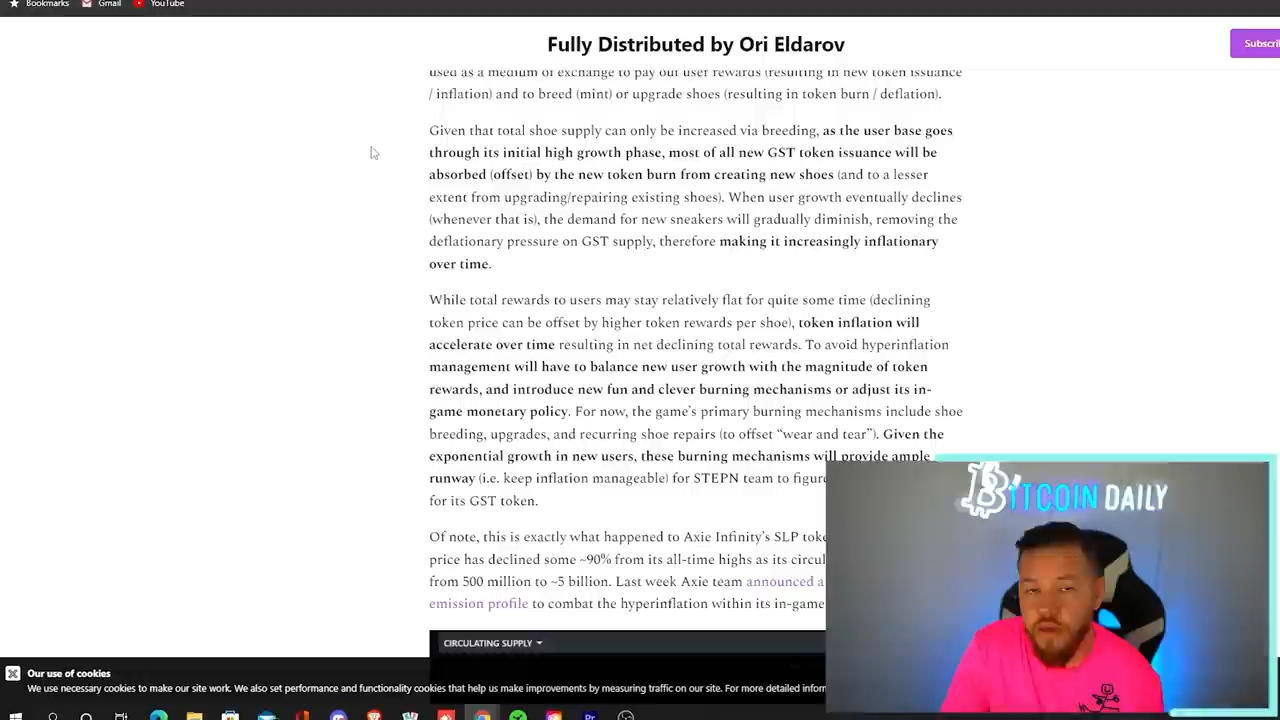 Bookmarks Gmail YouTube
Fully Distributed by Ori Eldarov
used as a medium of exchange to pay out user rewards (resulting in new token issuance
/ inflation) and to breed (mint) or upgrade shoes (resulting in token burn / deflation).
Given that total shoe supply can only be increased via breeding, as the user base goes
through its initial high growth phase, most of all new GST token issuance will be
absorbed (offset) by the new token burn from creating new shoes (and to a lesser
extent from upgrading/repairing existing shoes). When user growth eventually declines
(whenever that is), the demand for new sneakers will gradually diminish, removing the
deflationary pressure on GST supply, therefore making it increasingly inflationary
over time.
While total rewards to users may stay relatively flat for quite some time (declining
token price can be offset by higher token rewards per shoe), token inflation will
accelerate over time resulting in net declining total rewards. To avoid hyperinflation
management will have to balance new user growth with the magnitude of token
rewards, and introduce new fun and clever burning mechanisms or adjust its in-
game monetary policy. For now, the game's primary burning mechanisms include shoe
breeding, upgrades, and recurring shoe repairs (to offset “wear and tear”). Given the
exponential growth in new users, these burning mechanisms will provide ample
runway (i.e. keep inflation manageable) for STEPN team to figur
for its GST token.
Of note, this is exactly what happened to Axie Infinity's SLP toke
price has declined some ~90% from its all-time highs as its circul
from 500 million to ~5 billion. Last week Axie team announced a
emission profile to combat the hyperinflation within its in-game
CIRCULATING SUPPLY
Our use of cookies
We use necessary cookies to make our site work. We also set performance and functionality cookies that help us make improvements by measuring traffic on our site. For more detailed infor
BITCOIN DAILY